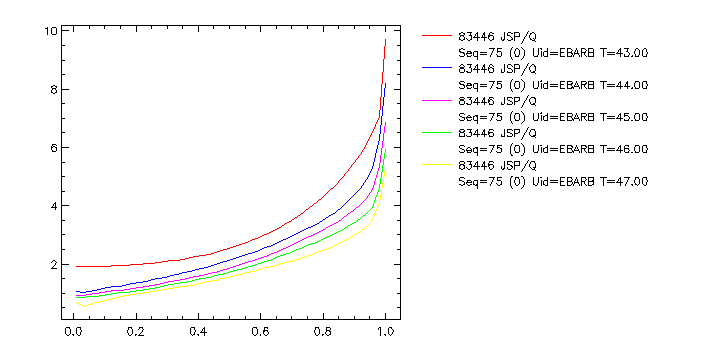 10
8
6
4
2
0.0 0.2 0.4 0.6 0.8 1.0
83446 JSP/Q
Seq=75 (0) Uid=EBARB T=43.00
83446 JSP/Q
Seq=75 (0) Uid=EBARB T=44.00
83446 JSP/Q
Seq=75 (0) Uid=EBARB T=45.00
83446 JSP/Q
Seq=75 (0) Uid=EBARB T=46.00
83446 JSP/Q
Seq=75 (0) Uid=EBARB T=47.00